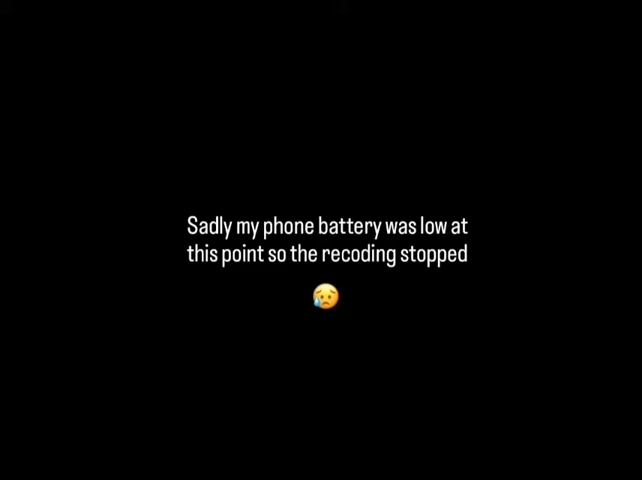 Sadly my phone battery was low at
this point so the recoding stopped
😥